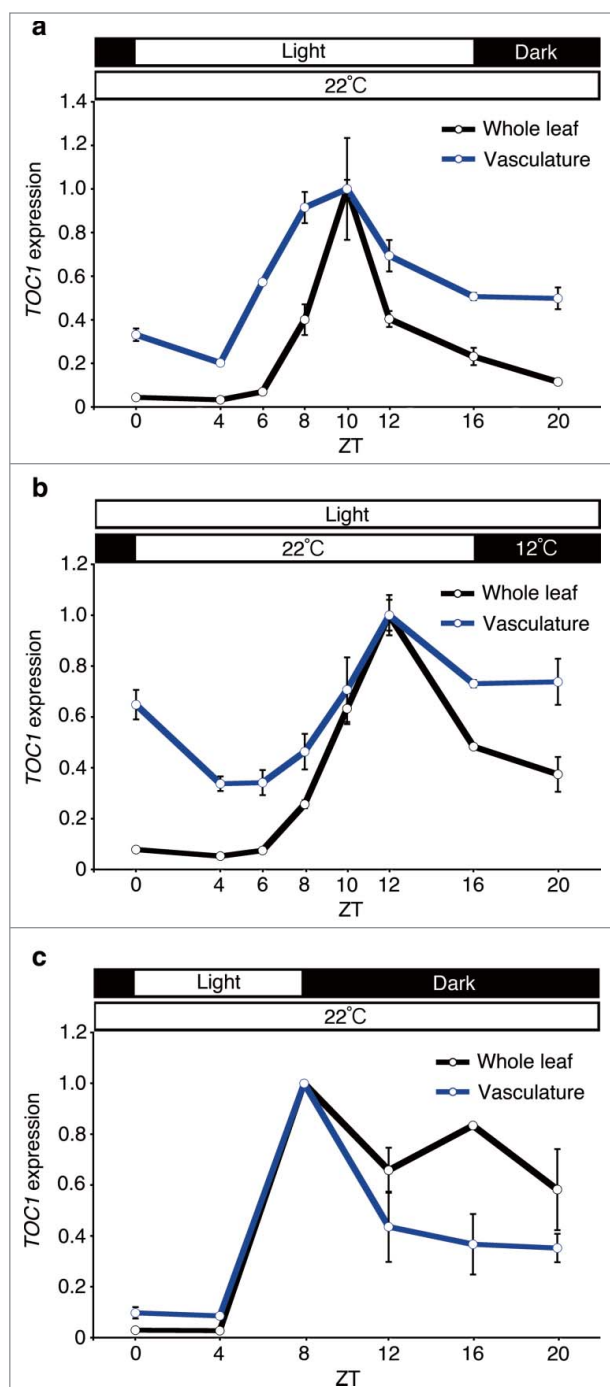 a
Light Dark
22°C
1.4
1.2
1.0
0.8
0.6
0.4
0.2
0
TOC1 expression
Whole leaf
Vasculature
0 4 6 8 10 12 16 20
ZT
b
Light
22°C 12°C
1.2
1.0
0.8
0.6
0.4
0.2
0
TOC1 expression
Whole leaf
Vasculature
0 4 6 8 10 12 16 20
ZT
c
Light Dark
22°C
1.2
1.0
0.8
0.6
0.4
0.2
0
TOC1 expression
Whole leaf
Vasculature
0 4 8 12 16 20
ZT